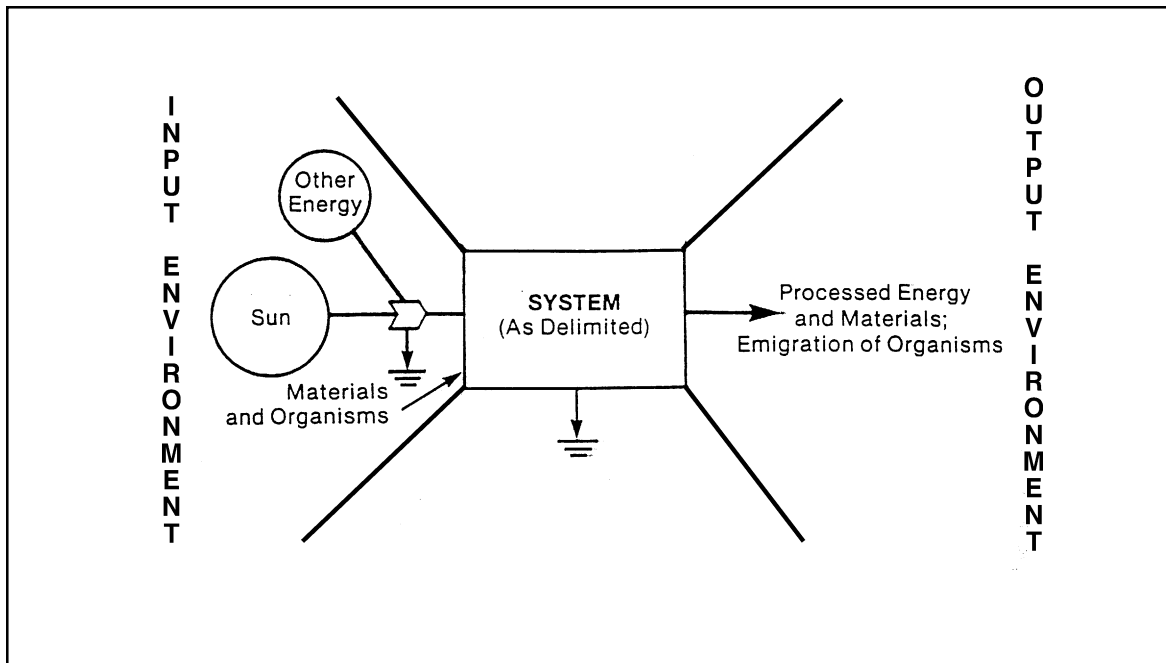 INPUT ENVIRONMENT
Other
Energy
Sun
Materials
and Organisms
SYSTEM
(As Delimited)
Processed Energy
and Materials;
Emigration of Organisms
OUTPUT ENVIRONMENT